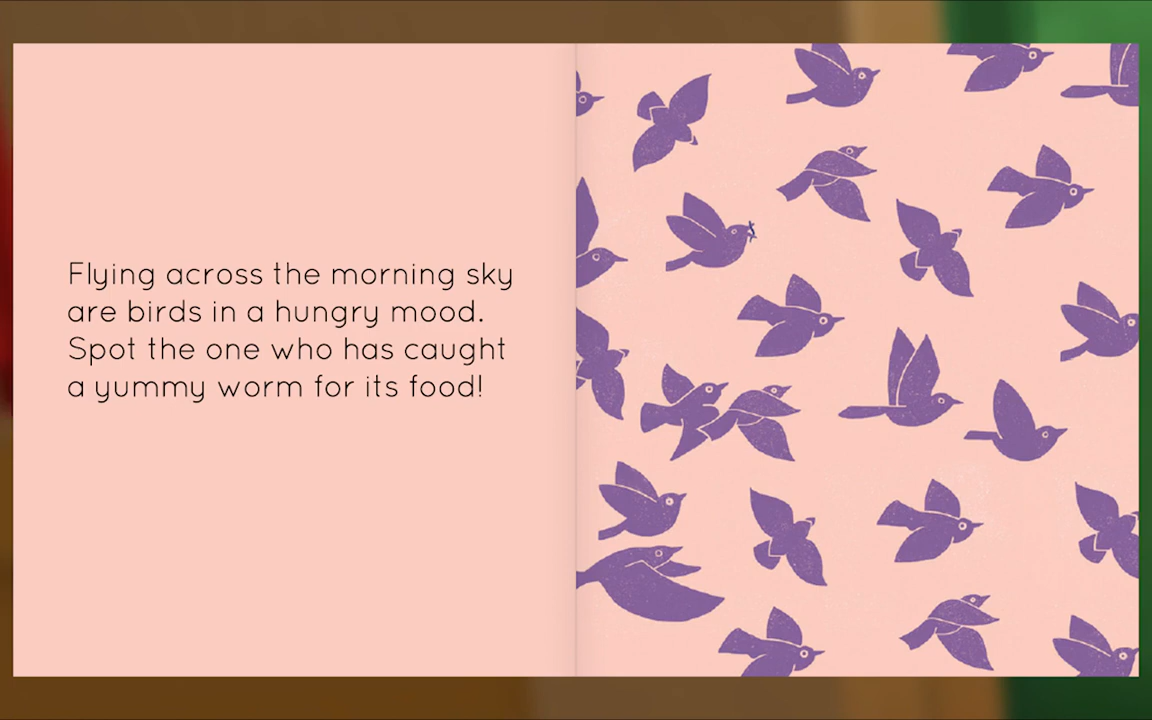 Flying across the morning sky
are birds in a hungry mood.
Spot the one who has caught
a yummy worm for its food!